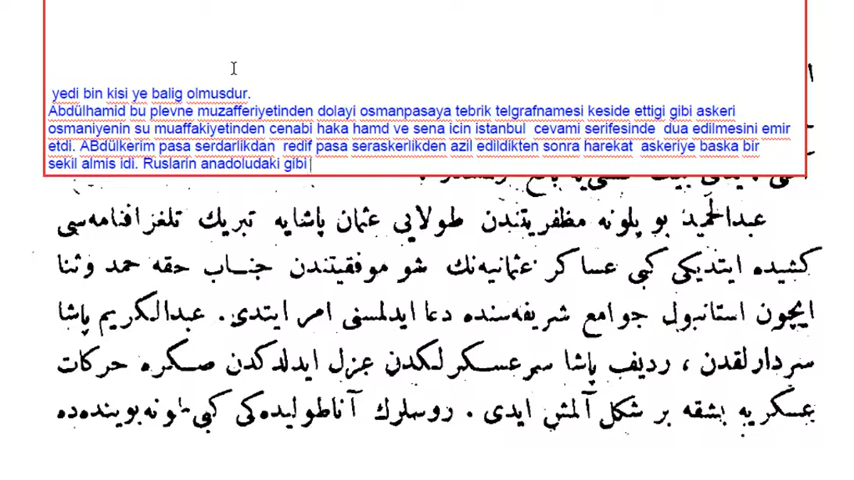 yedi bin kisi ye balig olmusdur.
Abdülhamid bu plevne muzafferiyetinden dolayi osmanpasaya tebrik telgrafnamesi keside ettigi gibi askeri
osmaniyenin su muaffakiyetinden cenabi haka hamd ve sena icin istanbul cevami serifesinde dua edilmesini emir
etdi. ABdülkerim pasa serdarlikdan redif pasa seraskerlikden azil edildikten sonra harekat askeriye baska bir
sekil almis idi. Ruslarin anadoludaki gibi
عبدالحميد بو پلونه مظفريتندن طولايى عثمان پاشايه تبريك تلغرافنامه‌سى
كشيده ايتديكى كبى عساكر عثمانيه‌نك شو موفقيتندن جناب حقه حمد وثنا
ايچون استانبول جوامع شريفه‌سنده دعا ايدلمسنى امر ايتدى. عبدالكريم پاشا
سردارلقدن ، رديف پاشا سرعسكرلكدن عزل ايدلدكدن صكره حركات
عسكريه بشقه بر شكل آلمش ايدى . روسلرك آناطوليده‌كى كبى